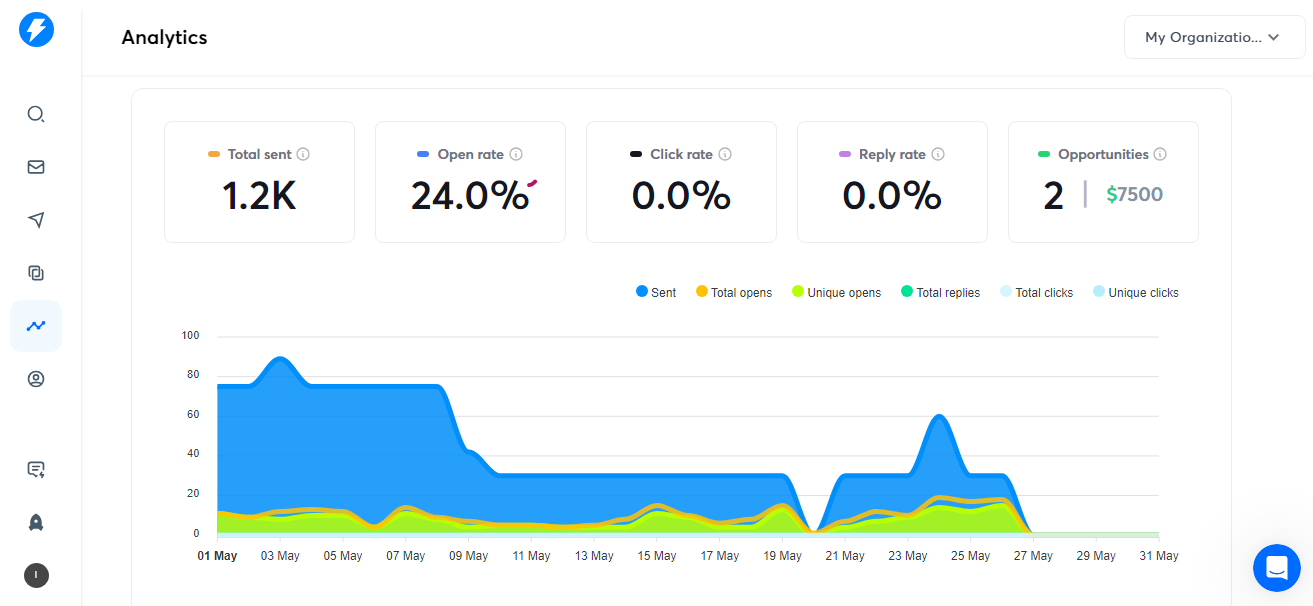 Analytics
My Organizatio...
Total sent
1.2K
Open rate
24.0%
Click rate
0.0%
Reply rate
0.0%
Opportunities
2 | $7500
Sent Total opens Unique opens Total replies Total clicks Unique clicks
100
80
60
40
20
0
01 May 03 May 05 May 07 May 09 May 11 May 13 May 15 May 17 May 19 May 21 May 23 May 25 May 27 May 29 May 31 May
I